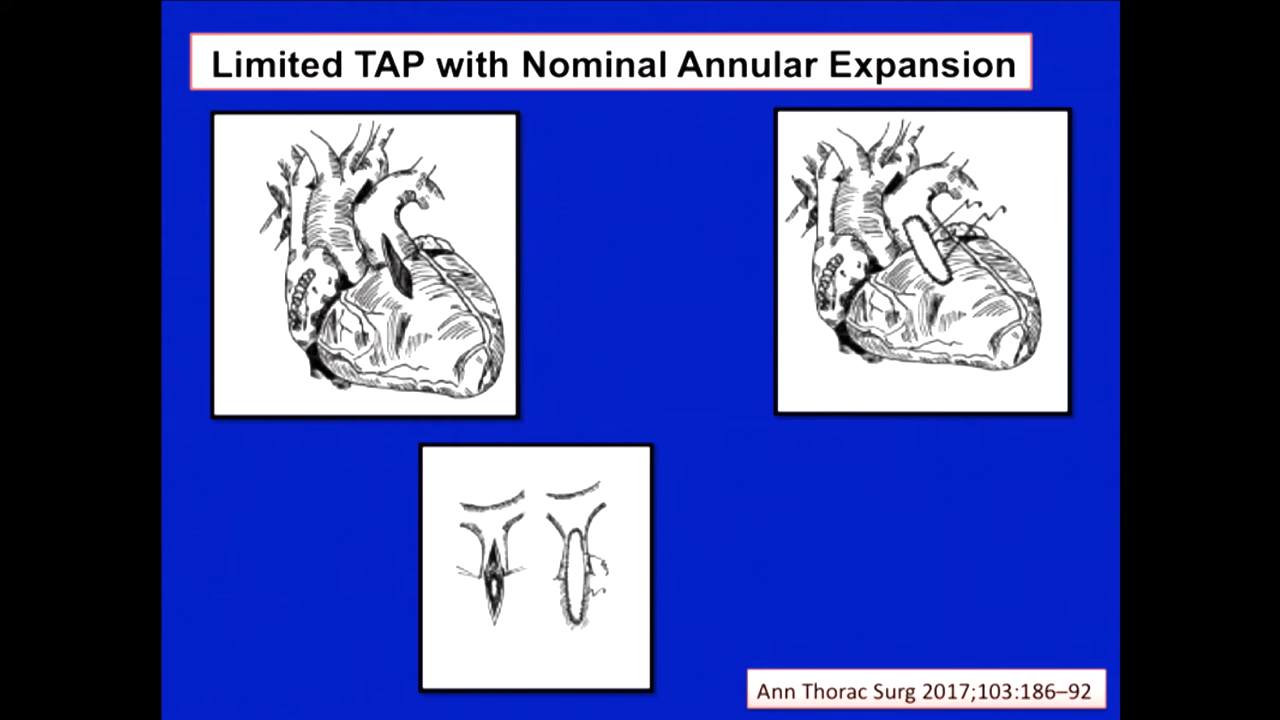 Limited TAP with Nominal Annular Expansion
Ann Thorac Surg 2017;103:186–92